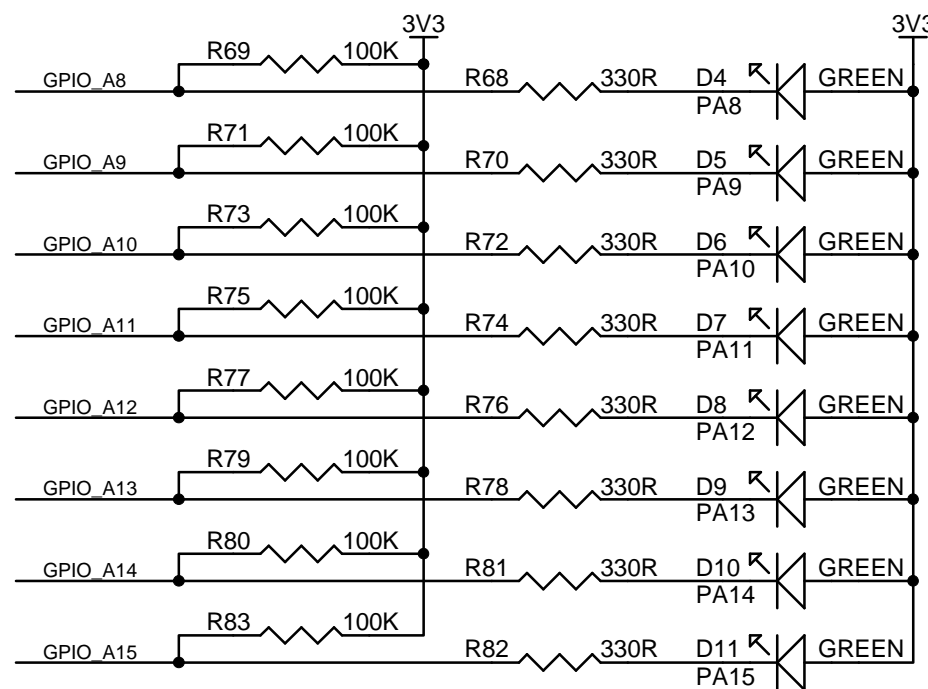 3V3 3V3
R69 100K
GPIO_A8 R68 330R D4 GREEN
PA8
R71 100K
GPIO_A9 R70 330R D5 GREEN
PA9
R73 100K
GPIO_A10 R72 330R D6 GREEN
PA10
R75 100K
GPIO_A11 R74 330R D7 GREEN
PA11
R77 100K
GPIO_A12 R76 330R D8 GREEN
PA12
R79 100K
GPIO_A13 R78 330R D9 GREEN
PA13
R80 100K
GPIO_A14 R81 330R D10 GREEN
PA14
R83 100K
GPIO_A15 R82 330R D11 GREEN
PA15